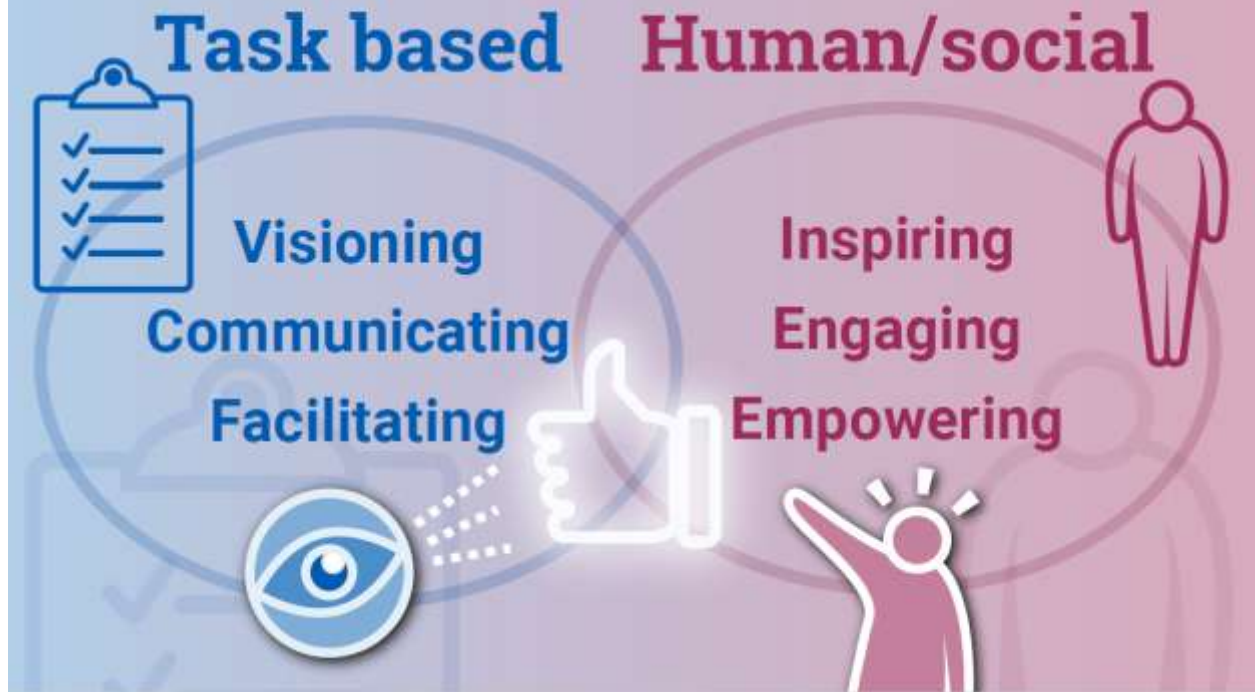 Task based
Human/social
Visioning
Communicating
Facilitating
Inspiring
Engaging
Empowering